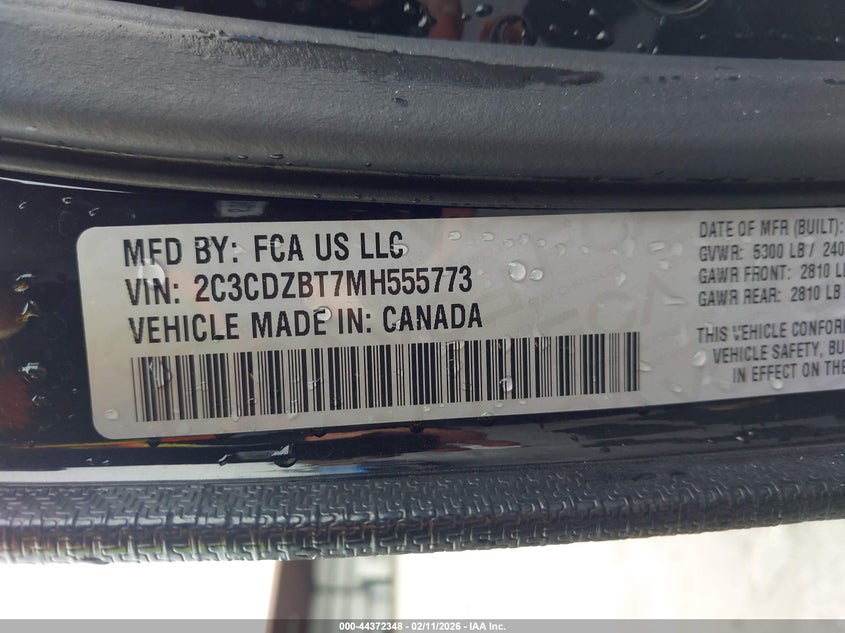 MFD BY: FCA US LLC
VIN: 2C3CDZBT7MH555773
VEHICLE MADE IN: CANADA
DATE OF MFR (BUILT):
GVWR: 5300 LB / 240
GAWR FRONT: 2810 LB
GAWR REAR: 2810 LB
THIS VEHICLE CONFOR
VEHICLE SAFETY, BU
IN EFFECT ON THE
000-44372348 - 02/11/2026 - IAA Inc.